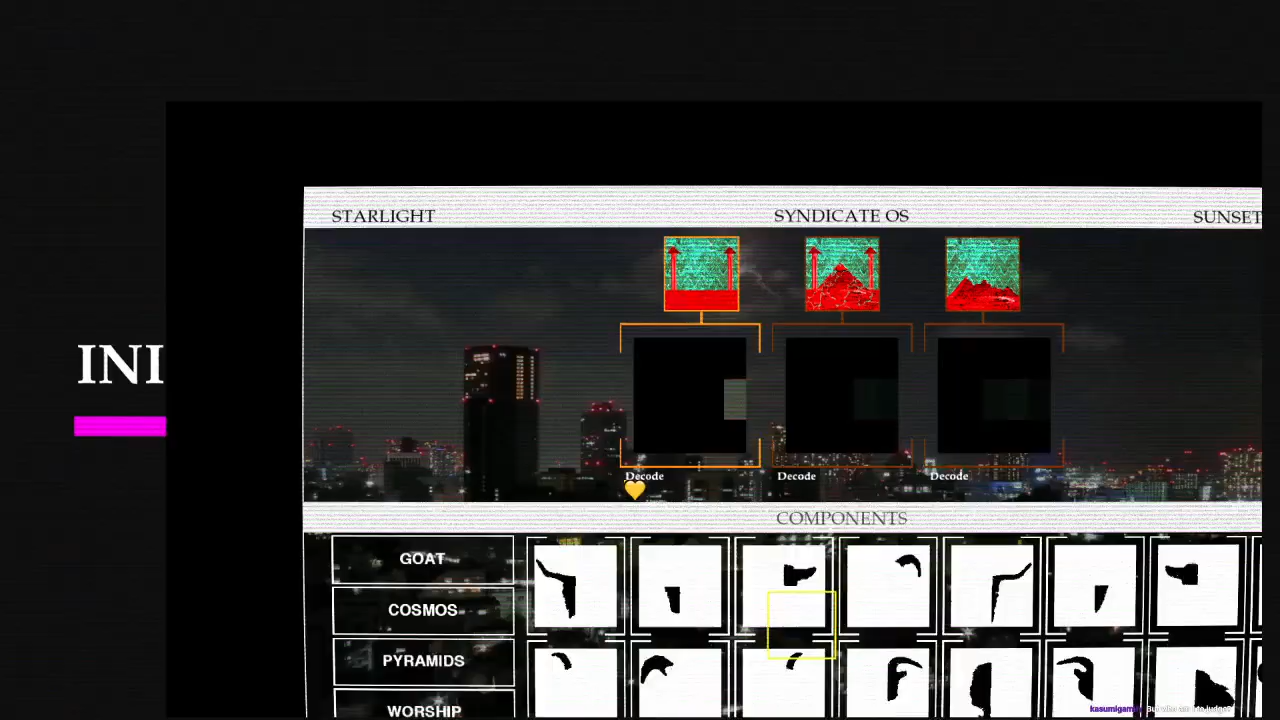 STARLIGHT
SYNDICATE OS
SUNSET
INI
Decode
Decode
Decode
COMPONENTS
GOAT
COSMOS
PYRAMIDS
WORSHIP